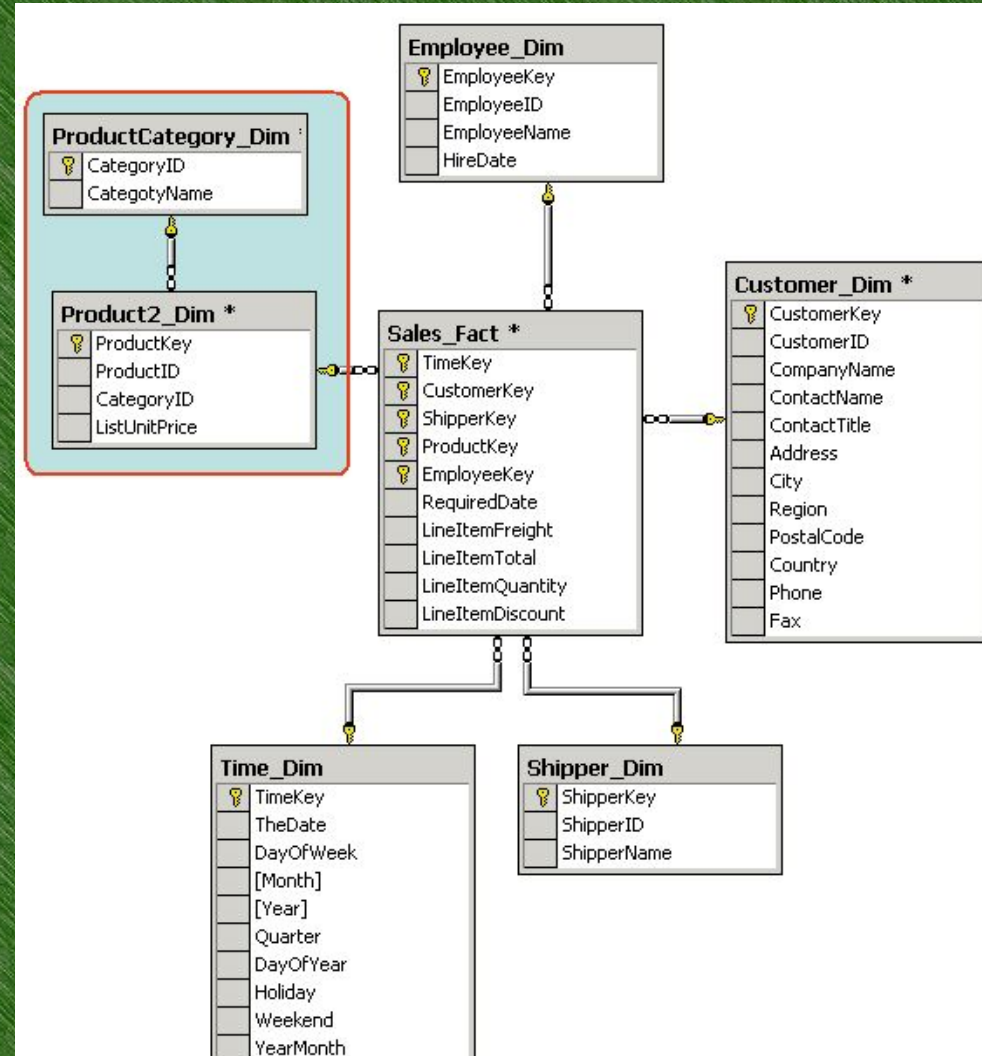 Employee_Dim
EmployeeKey
EmployeeID
EmployeeName
HireDate
ProductCategory_Dim *
CategoryID
CategotyName
Product2_Dim *
ProductKey
ProductID
CategoryID
ListUnitPrice
Sales_Fact *
TimeKey
CustomerKey
ShipperKey
ProductKey
EmployeeKey
RequiredDate
LineItemFreight
LineItemTotal
LineItemQuantity
LineItemDiscount
Customer_Dim *
CustomerKey
CustomerID
CompanyName
ContactName
ContactTitle
Address
City
Region
PostalCode
Country
Phone
Fax
Time_Dim
TimeKey
TheDate
DayOfWeek
[Month]
[Year]
Quarter
DayOfYear
Holiday
Weekend
YearMonth
Shipper_Dim
ShipperKey
ShipperID
ShipperName